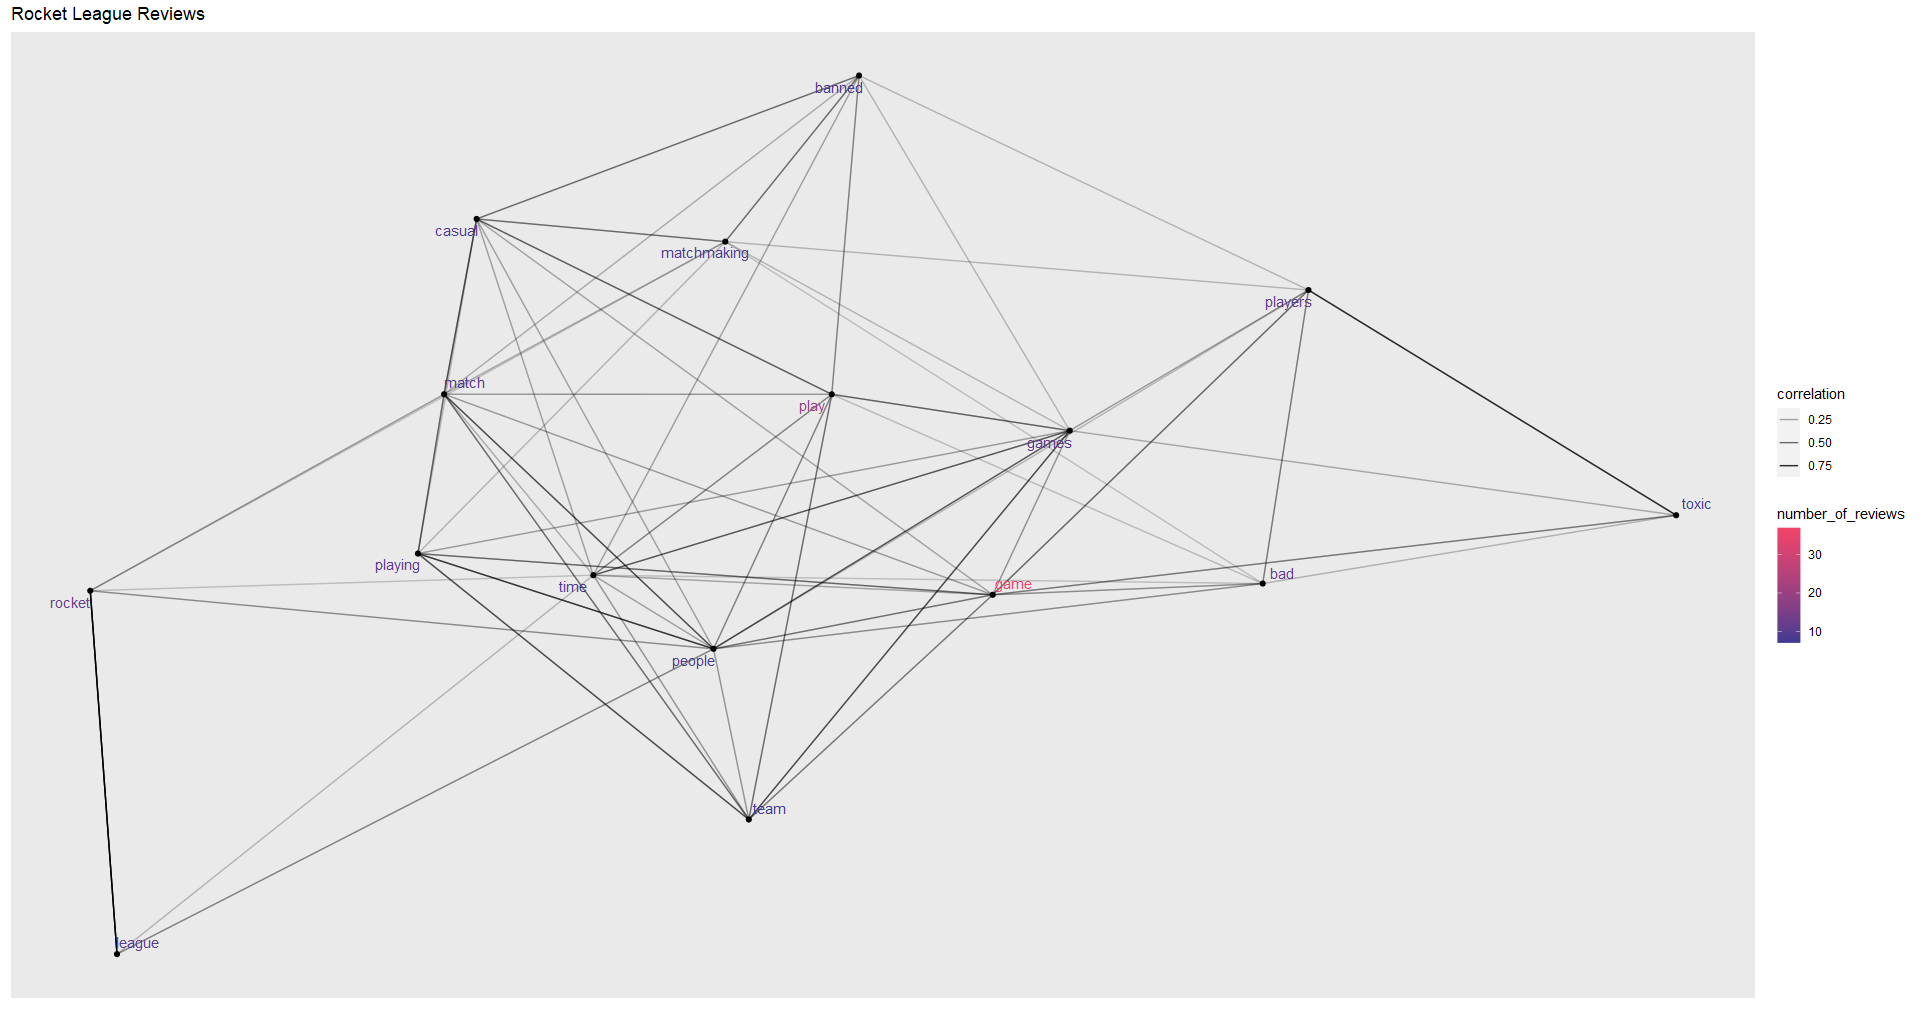 Rocket League Reviews
banned
casual
matchmaking
players
match
play
games
toxic
playing
time
game
bad
rocket
people
team
league
correlation
0.25
0.50
0.75
number_of_reviews
30
20
10